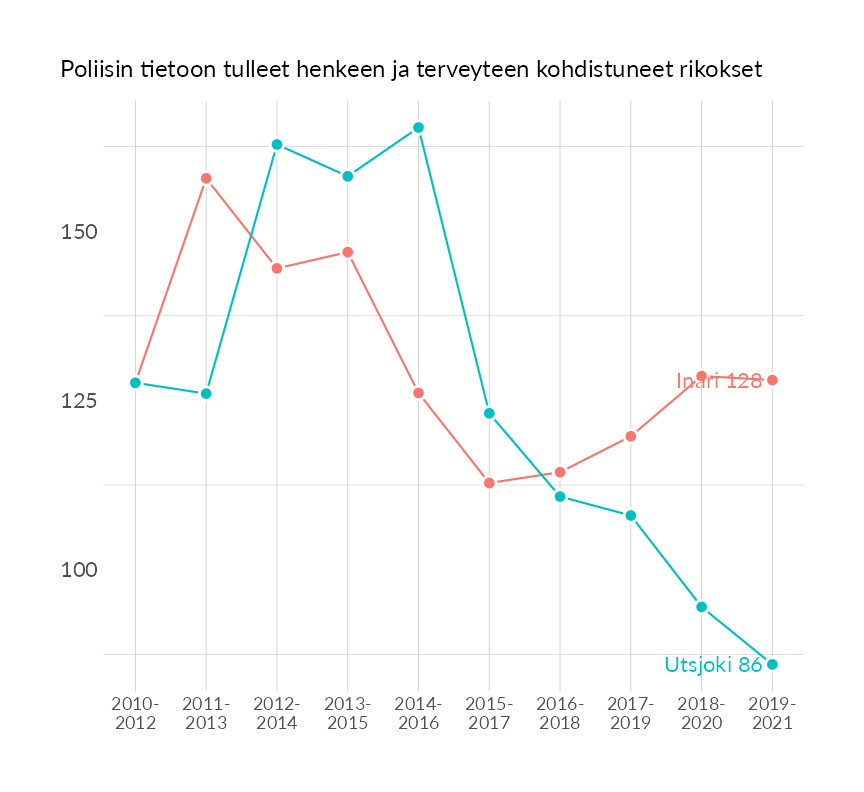 Poliisin tietoon tulleet henkeen ja terveyteen kohdistuneet rikokset
150
125
100
Inari 128
Utsjoki 86
2010- 2011- 2012- 2013- 2014- 2015- 2016- 2017- 2018- 2019-
2012 2013 2014 2015 2016 2017 2018 2019 2020 2021